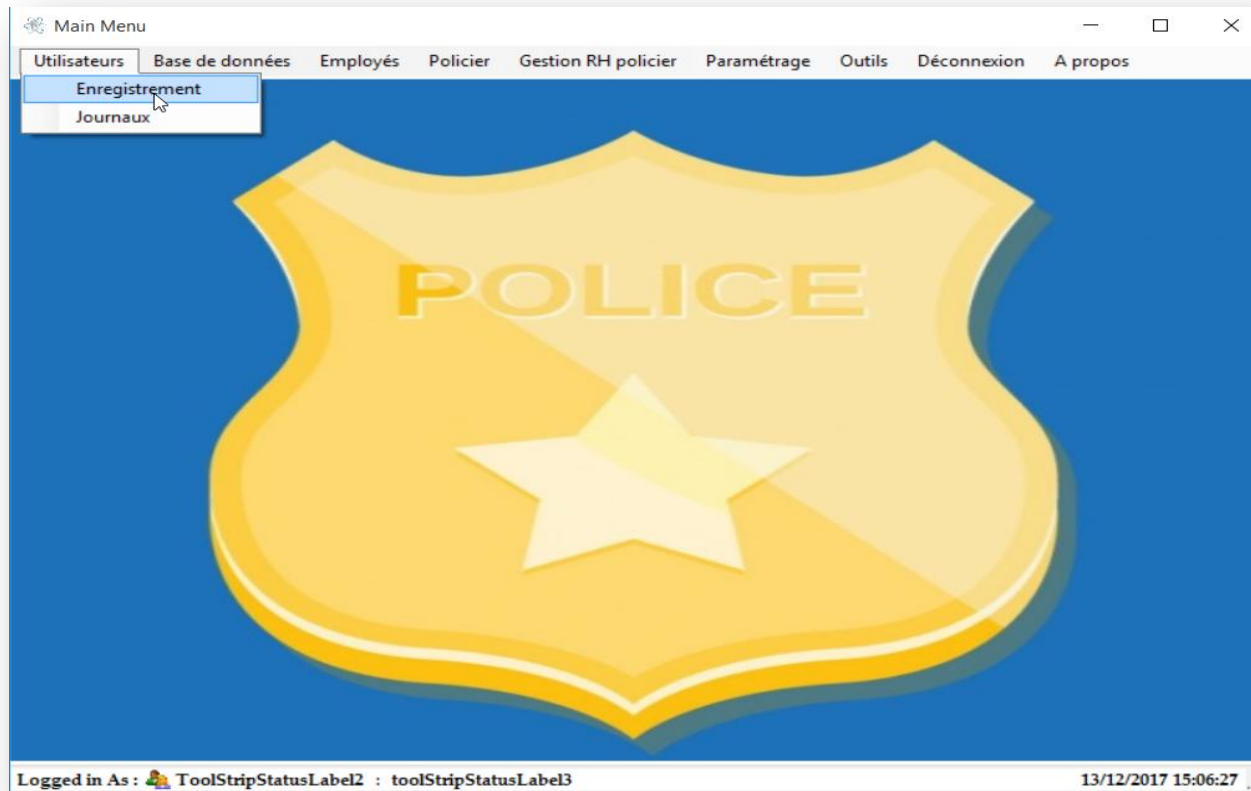 Main Menu
Utilisateurs Base de données Employés Policier Gestion RH policier Paramétrage Outils Déconnexion A propos
Enregistrement
Journaux
POLICE
Logged in As : ToolStripStatusLabel2 : toolStripStatusLabel3 13/12/2017 15:06:27